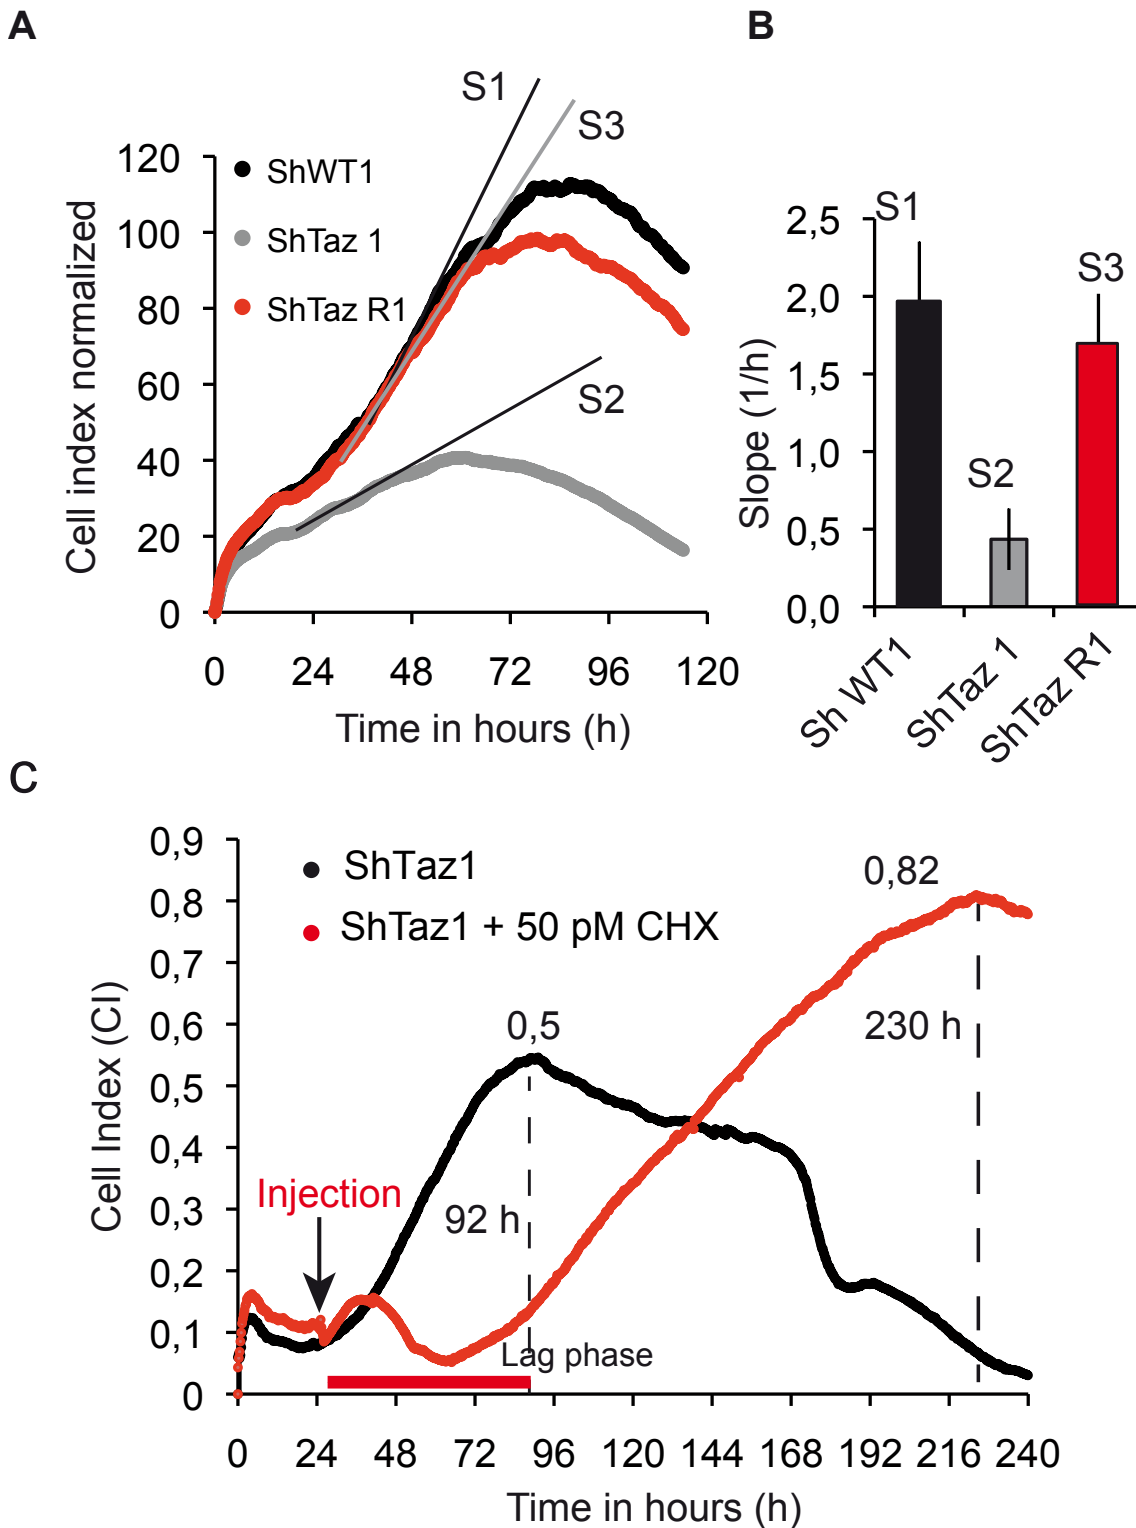 A
B
S1
S3
120
ShWT1
100
ShTaz 1
80
ShTaz R1
60
S2
40
20
0
Cell index normalized
0 24 48 72 96 120
Time in hours (h)
S1
2,5
S3
2,0
1,5
1,0
S2
0,5
0,0
Slope (1/h)
Sh WT1
ShTaz 1
ShTaz R1
C
0,9
ShTaz1
0,82
0,8
ShTaz1 + 50 pM CHX
0,7
0,6
0,5
230 h
0,5
0,4
Injection
0,3
92 h
0,2
0,1
Lag phase
0
Cell Index (CI)
0 24 48 72 96 120 144 168 192 216 240
Time in hours (h)